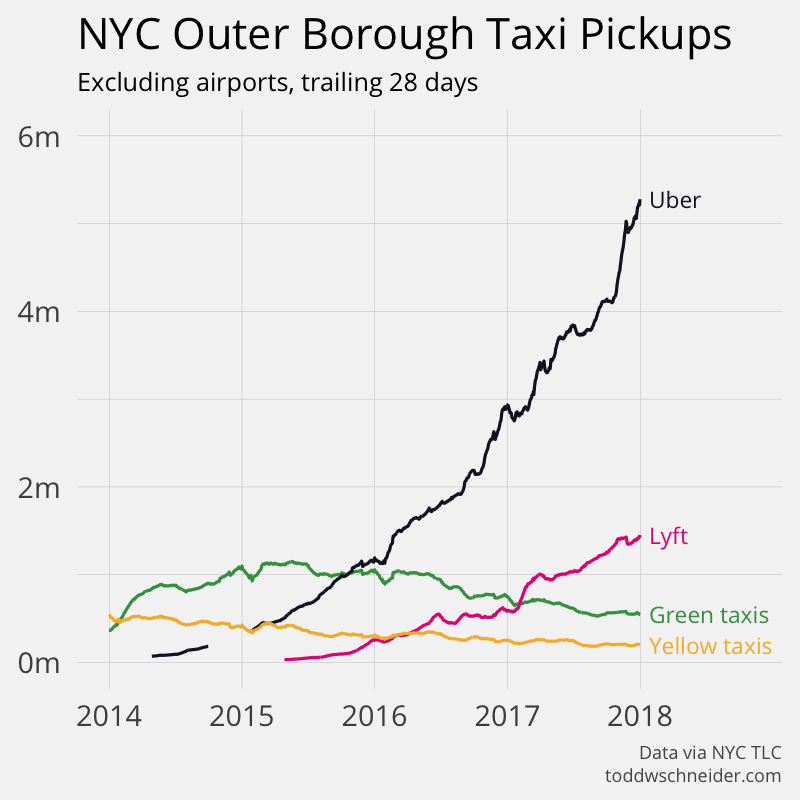 NYC Outer Borough Taxi Pickups
Excluding airports, trailing 28 days
6m
Uber
4m
2m
Lyft
Green taxis
Yellow taxis
0m
2014 2015 2016 2017 2018
Data via NYC TLC
toddwschneider.com